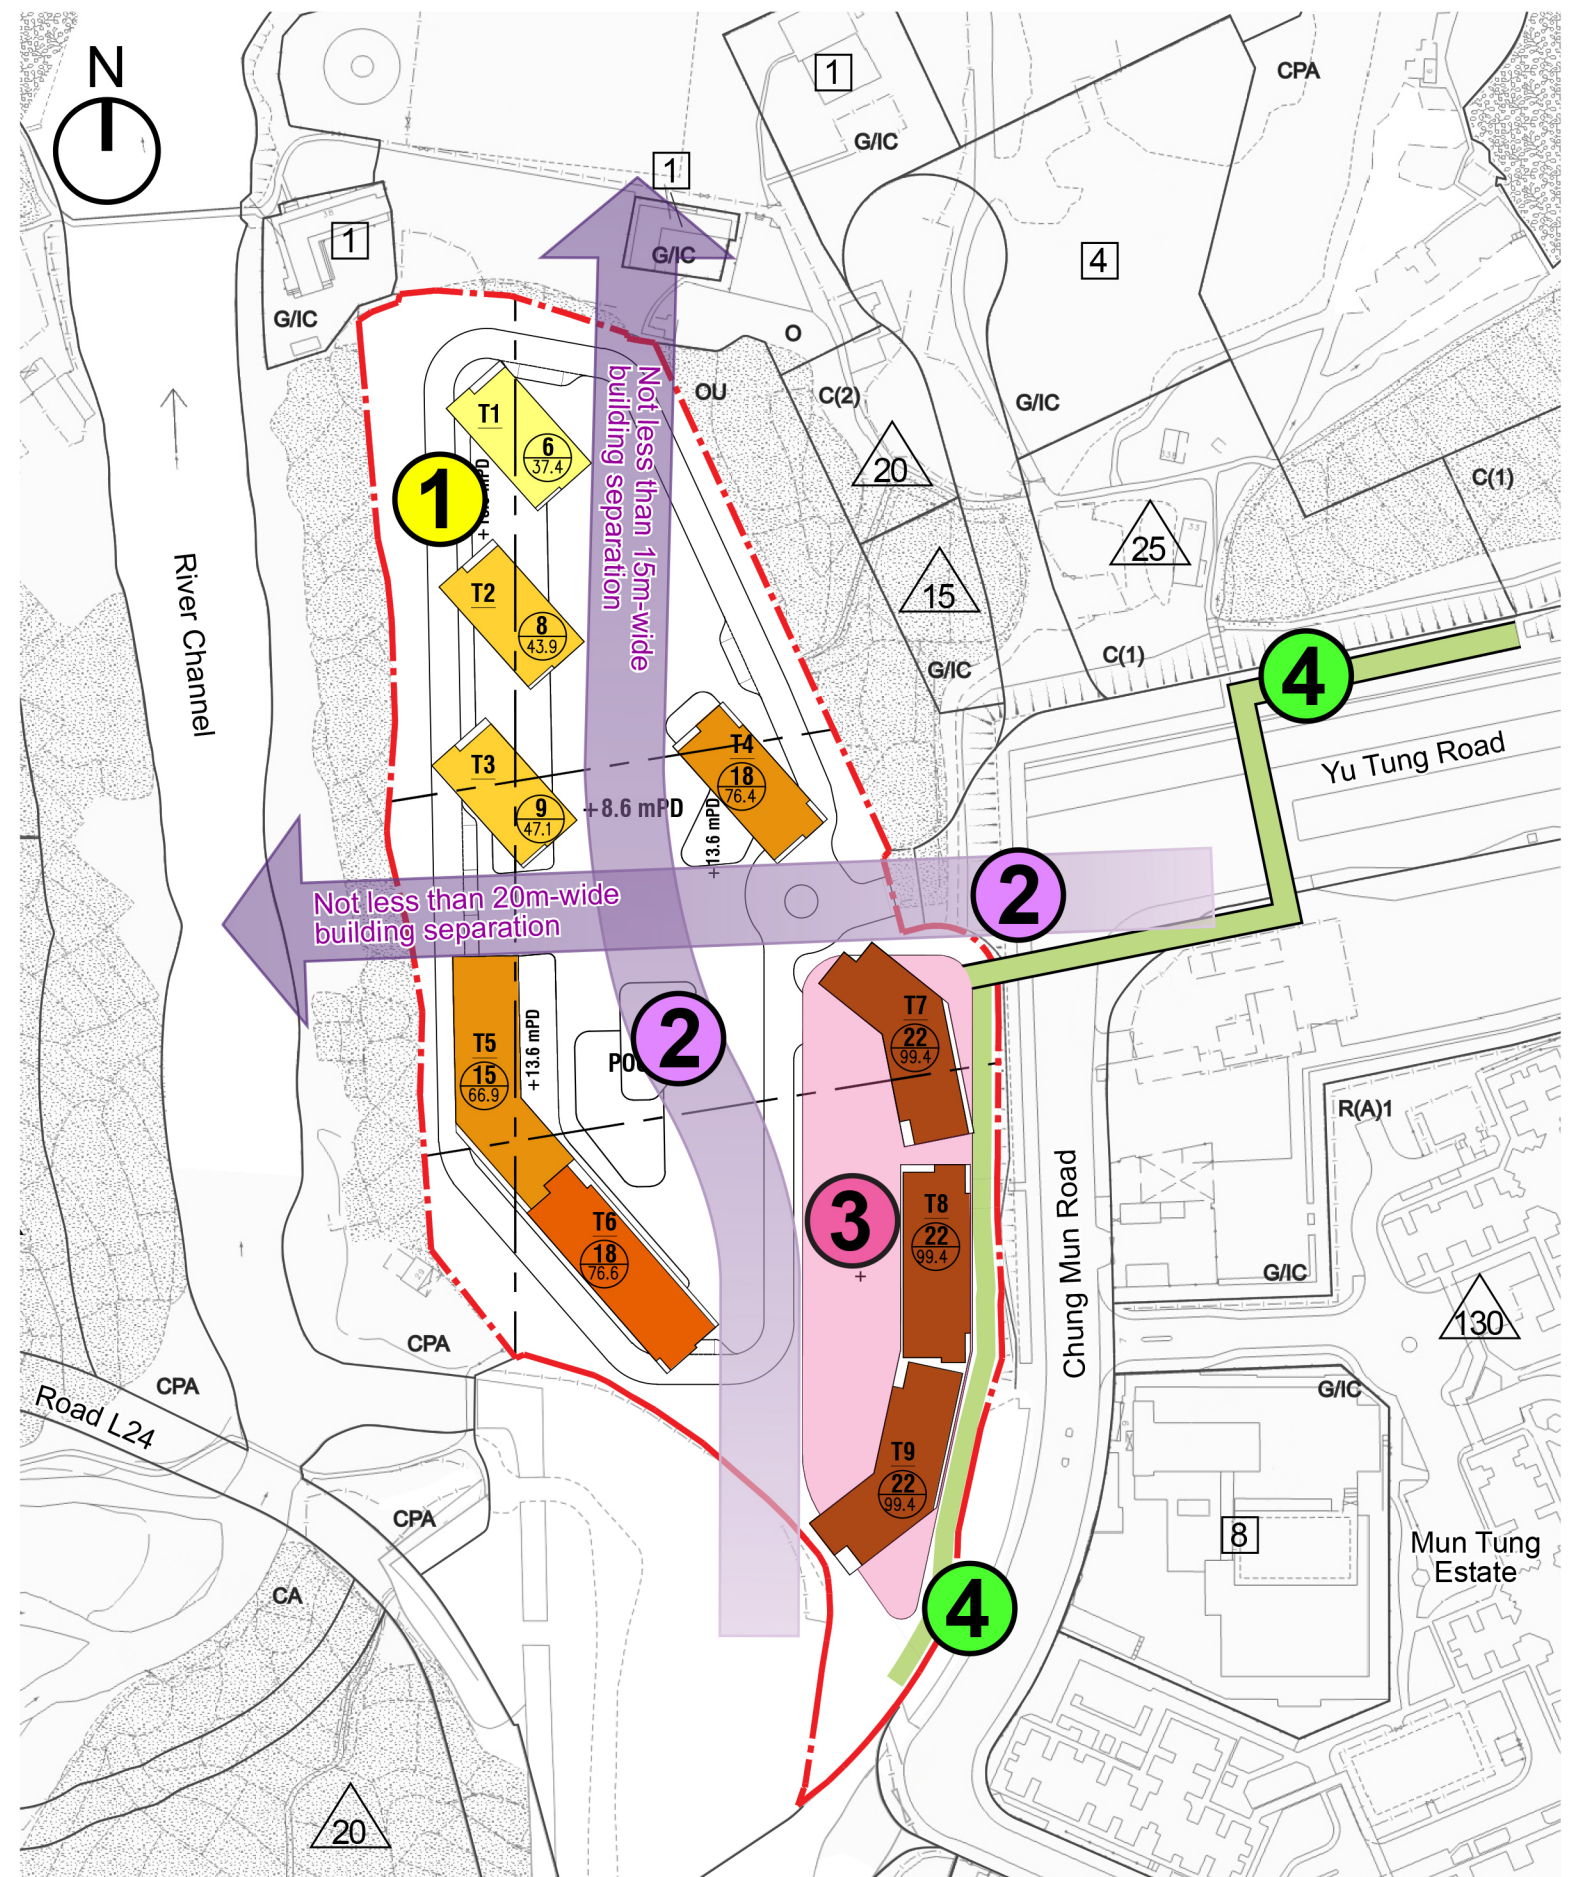 N
1
G/IC
CPA
1
G/IC
1
G/IC
4
G/IC
O
OU
C(2)
20
15
G/IC
25
C(1)
C(1)
T1
6
37.4
1
Not less than 15m-wide
building separation
River Channel
T2
8
43.9
T3
9
47.1
T4
18
76.4
+8.6 mPD
+13.6 mPD
4
Yu Tung Road
2
Not less than 20m-wide
building separation
T5
15
66.9
+13.6 mPD
2
T6
18
76.6
T7
22
99.4
T8
22
99.4
3
+
T9
22
99.4
Chung Mun Road
R(A)1
G/IC
130
G/IC
8
Mun Tung
Estate
CPA
CPA
Road L24
CPA
CA
20
4